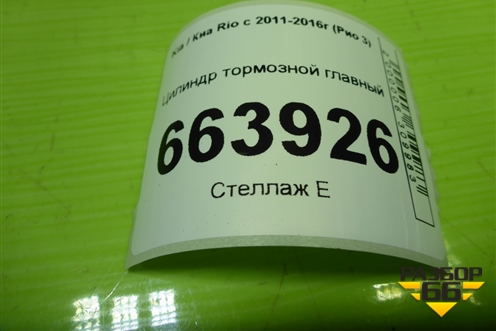 Kia / Киа Rio с 2011-2016г (Рио 3)
Цилиндр тормозной главный
663926
Стеллаж Е
РАЗБОР
66